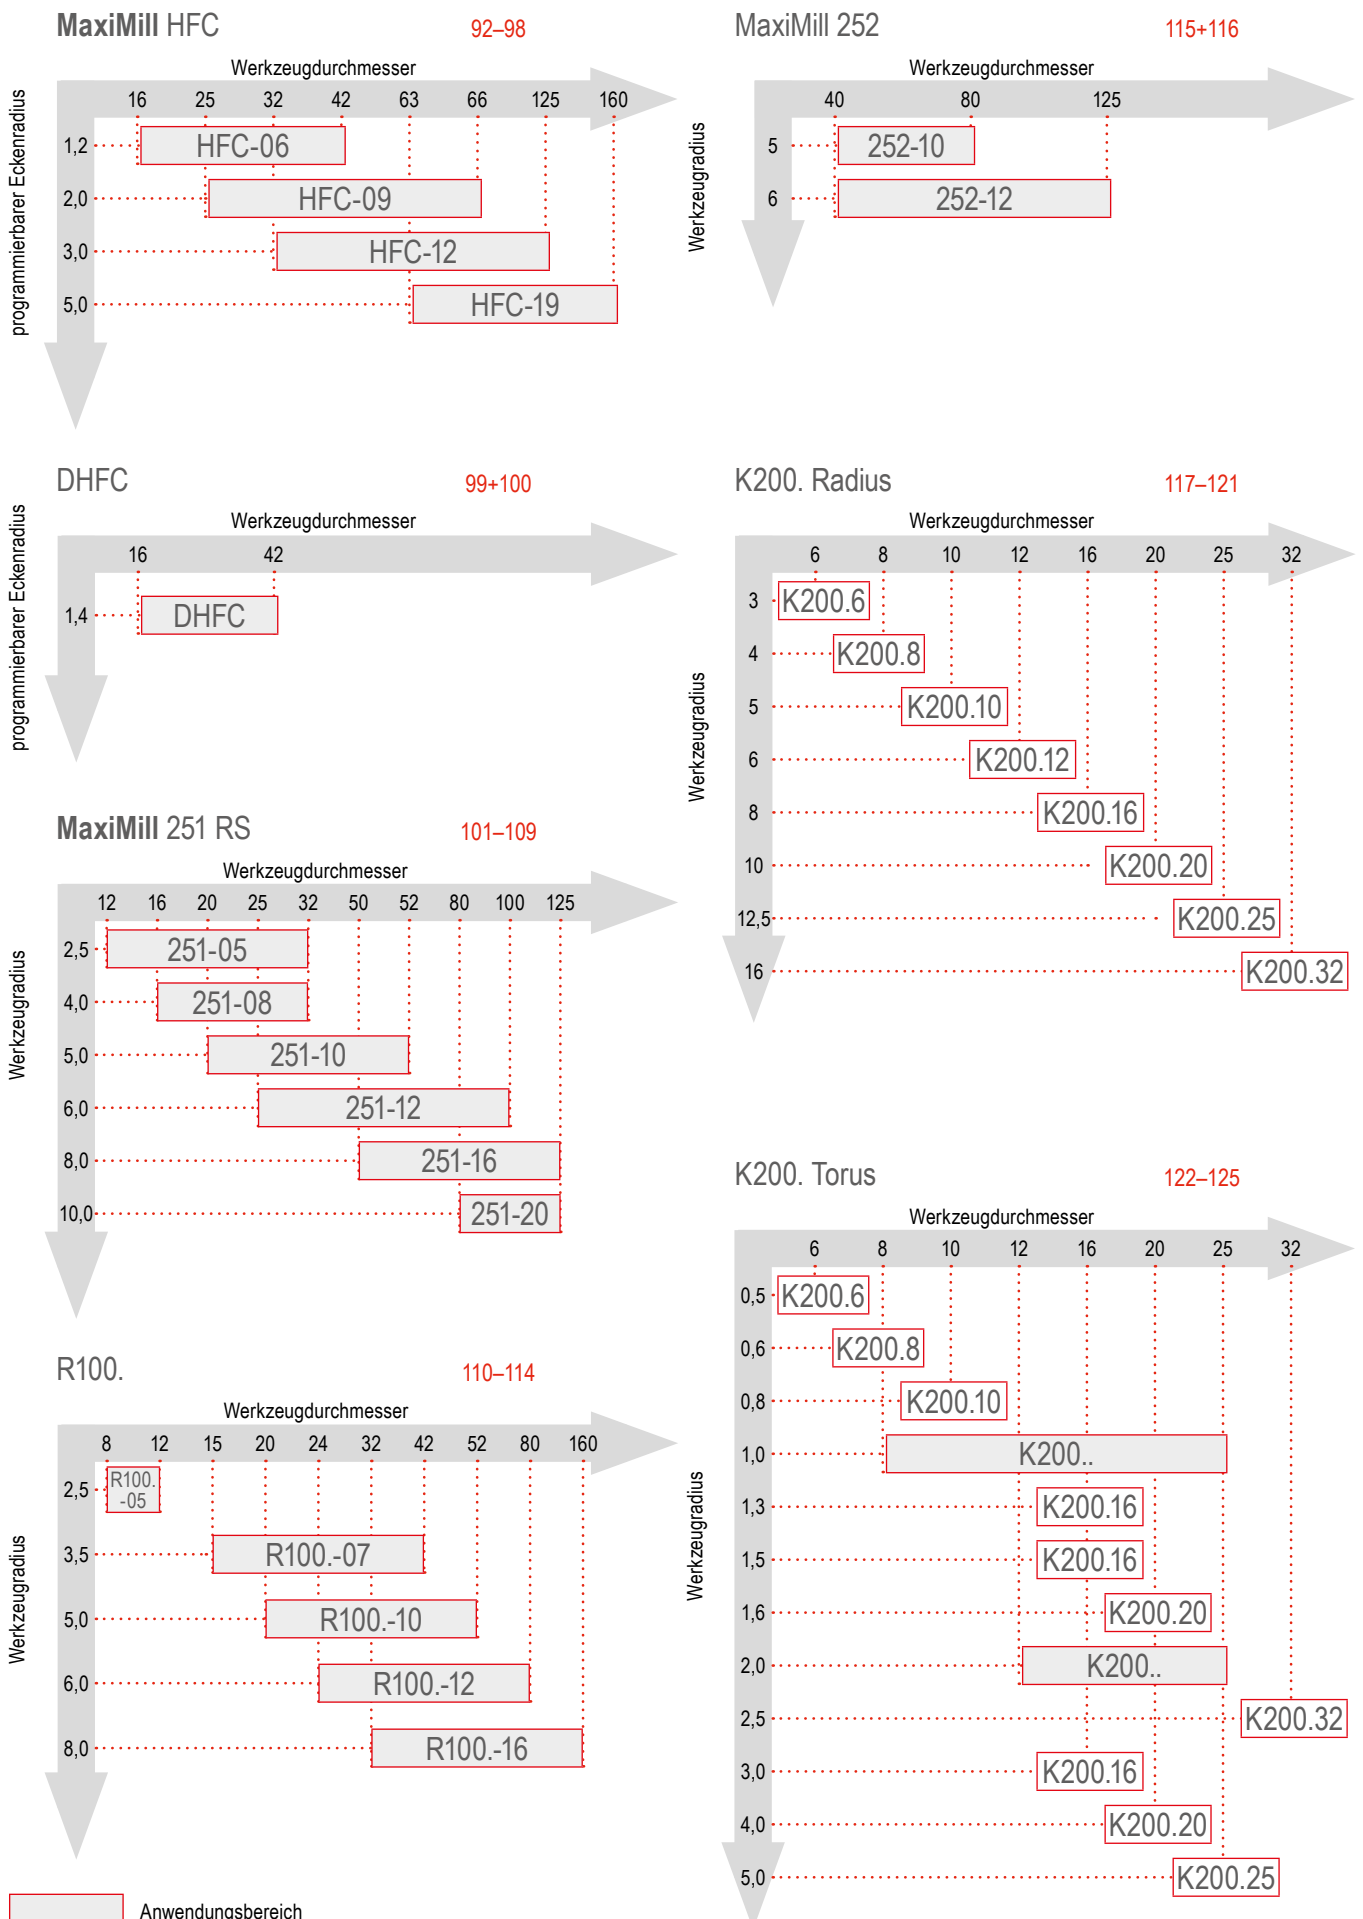 MaxiMill HFC 92–98
Werkzeugdurchmesser
16 25 32 42 63 66 125 160
programmierbarer Eckenradius
1,2 HFC-06
2,0 HFC-09
3,0 HFC-12
5,0 HFC-19
DHFC 99+100
Werkzeugdurchmesser
16 42
programmierbarer Eckenradius
1,4 DHFC
MaxiMill 251 RS 101–109
Werkzeugdurchmesser
12 16 20 25 32 50 52 80 100 125
Werkzeugradius
2,5 251-05
4,0 251-08
5,0 251-10
6,0 251-12
8,0 251-16
10,0 251-20
R100. 110–114
Werkzeugdurchmesser
8 12 15 20 24 32 42 52 80 160
Werkzeugradius
2,5 R100.
-05
3,5 R100.-07
5,0 R100.-10
6,0 R100.-12
8,0 R100.-16
Anwendungsbereich
MaxiMill 252 115+116
Werkzeugdurchmesser
40 80 125
Werkzeugradius
5 252-10
6 252-12
K200. Radius 117–121
Werkzeugdurchmesser
6 8 10 12 16 20 25 32
Werkzeugradius
3 K200.6
4 K200.8
5 K200.10
6 K200.12
8 K200.16
10 K200.20
12,5 K200.25
16 K200.32
K200. Torus 122–125
Werkzeugdurchmesser
6 8 10 12 16 20 25 32
Werkzeugradius
0,5 K200.6
0,6 K200.8
0,8 K200.10
1,0 K200..
1,3 K200.16
1,5 K200.16
1,6 K200.20
2,0 K200..
2,5 K200.32
3,0 K200.16
4,0 K200.20
5,0 K200.25